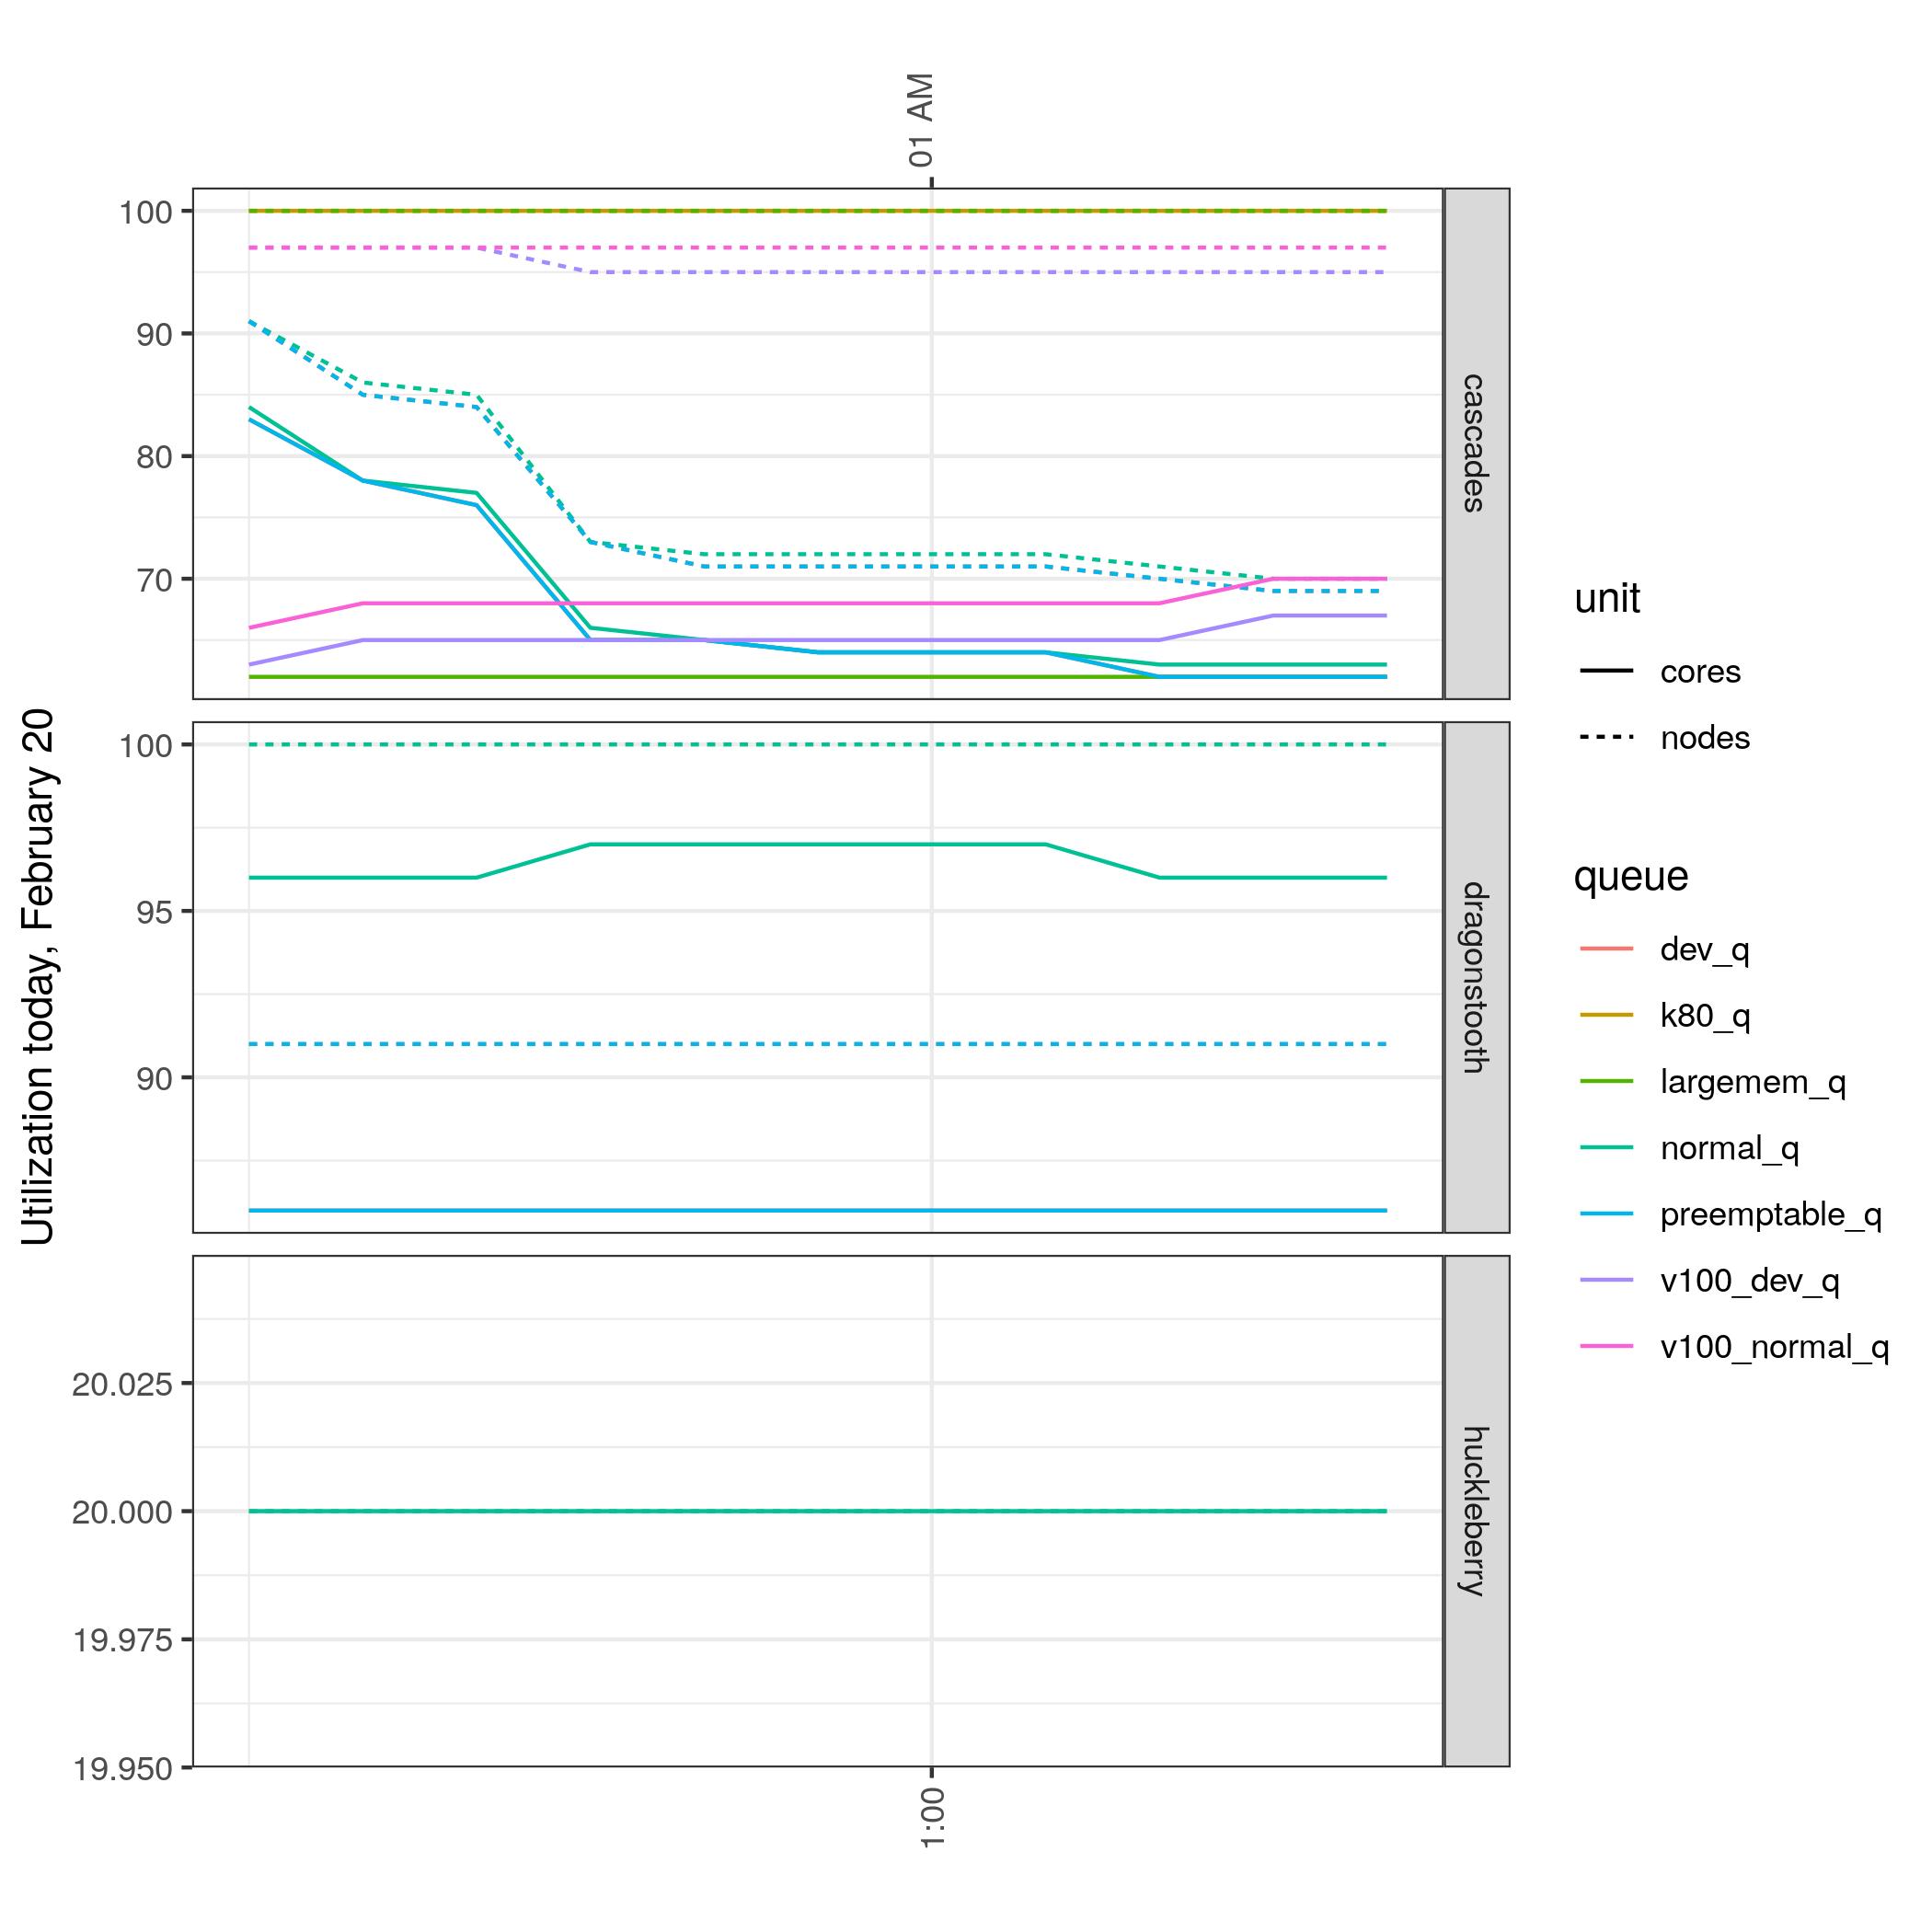 01 AM
100
90
80
70
cascades
100
95
90
dragonstooth
20.025
20.000
19.975
19.950
huckleberry
1:00
Utilization today, February 20
unit
cores
nodes
queue
dev_q
k80_q
largemem_q
normal_q
preemptable_q
v100_dev_q
v100_normal_q